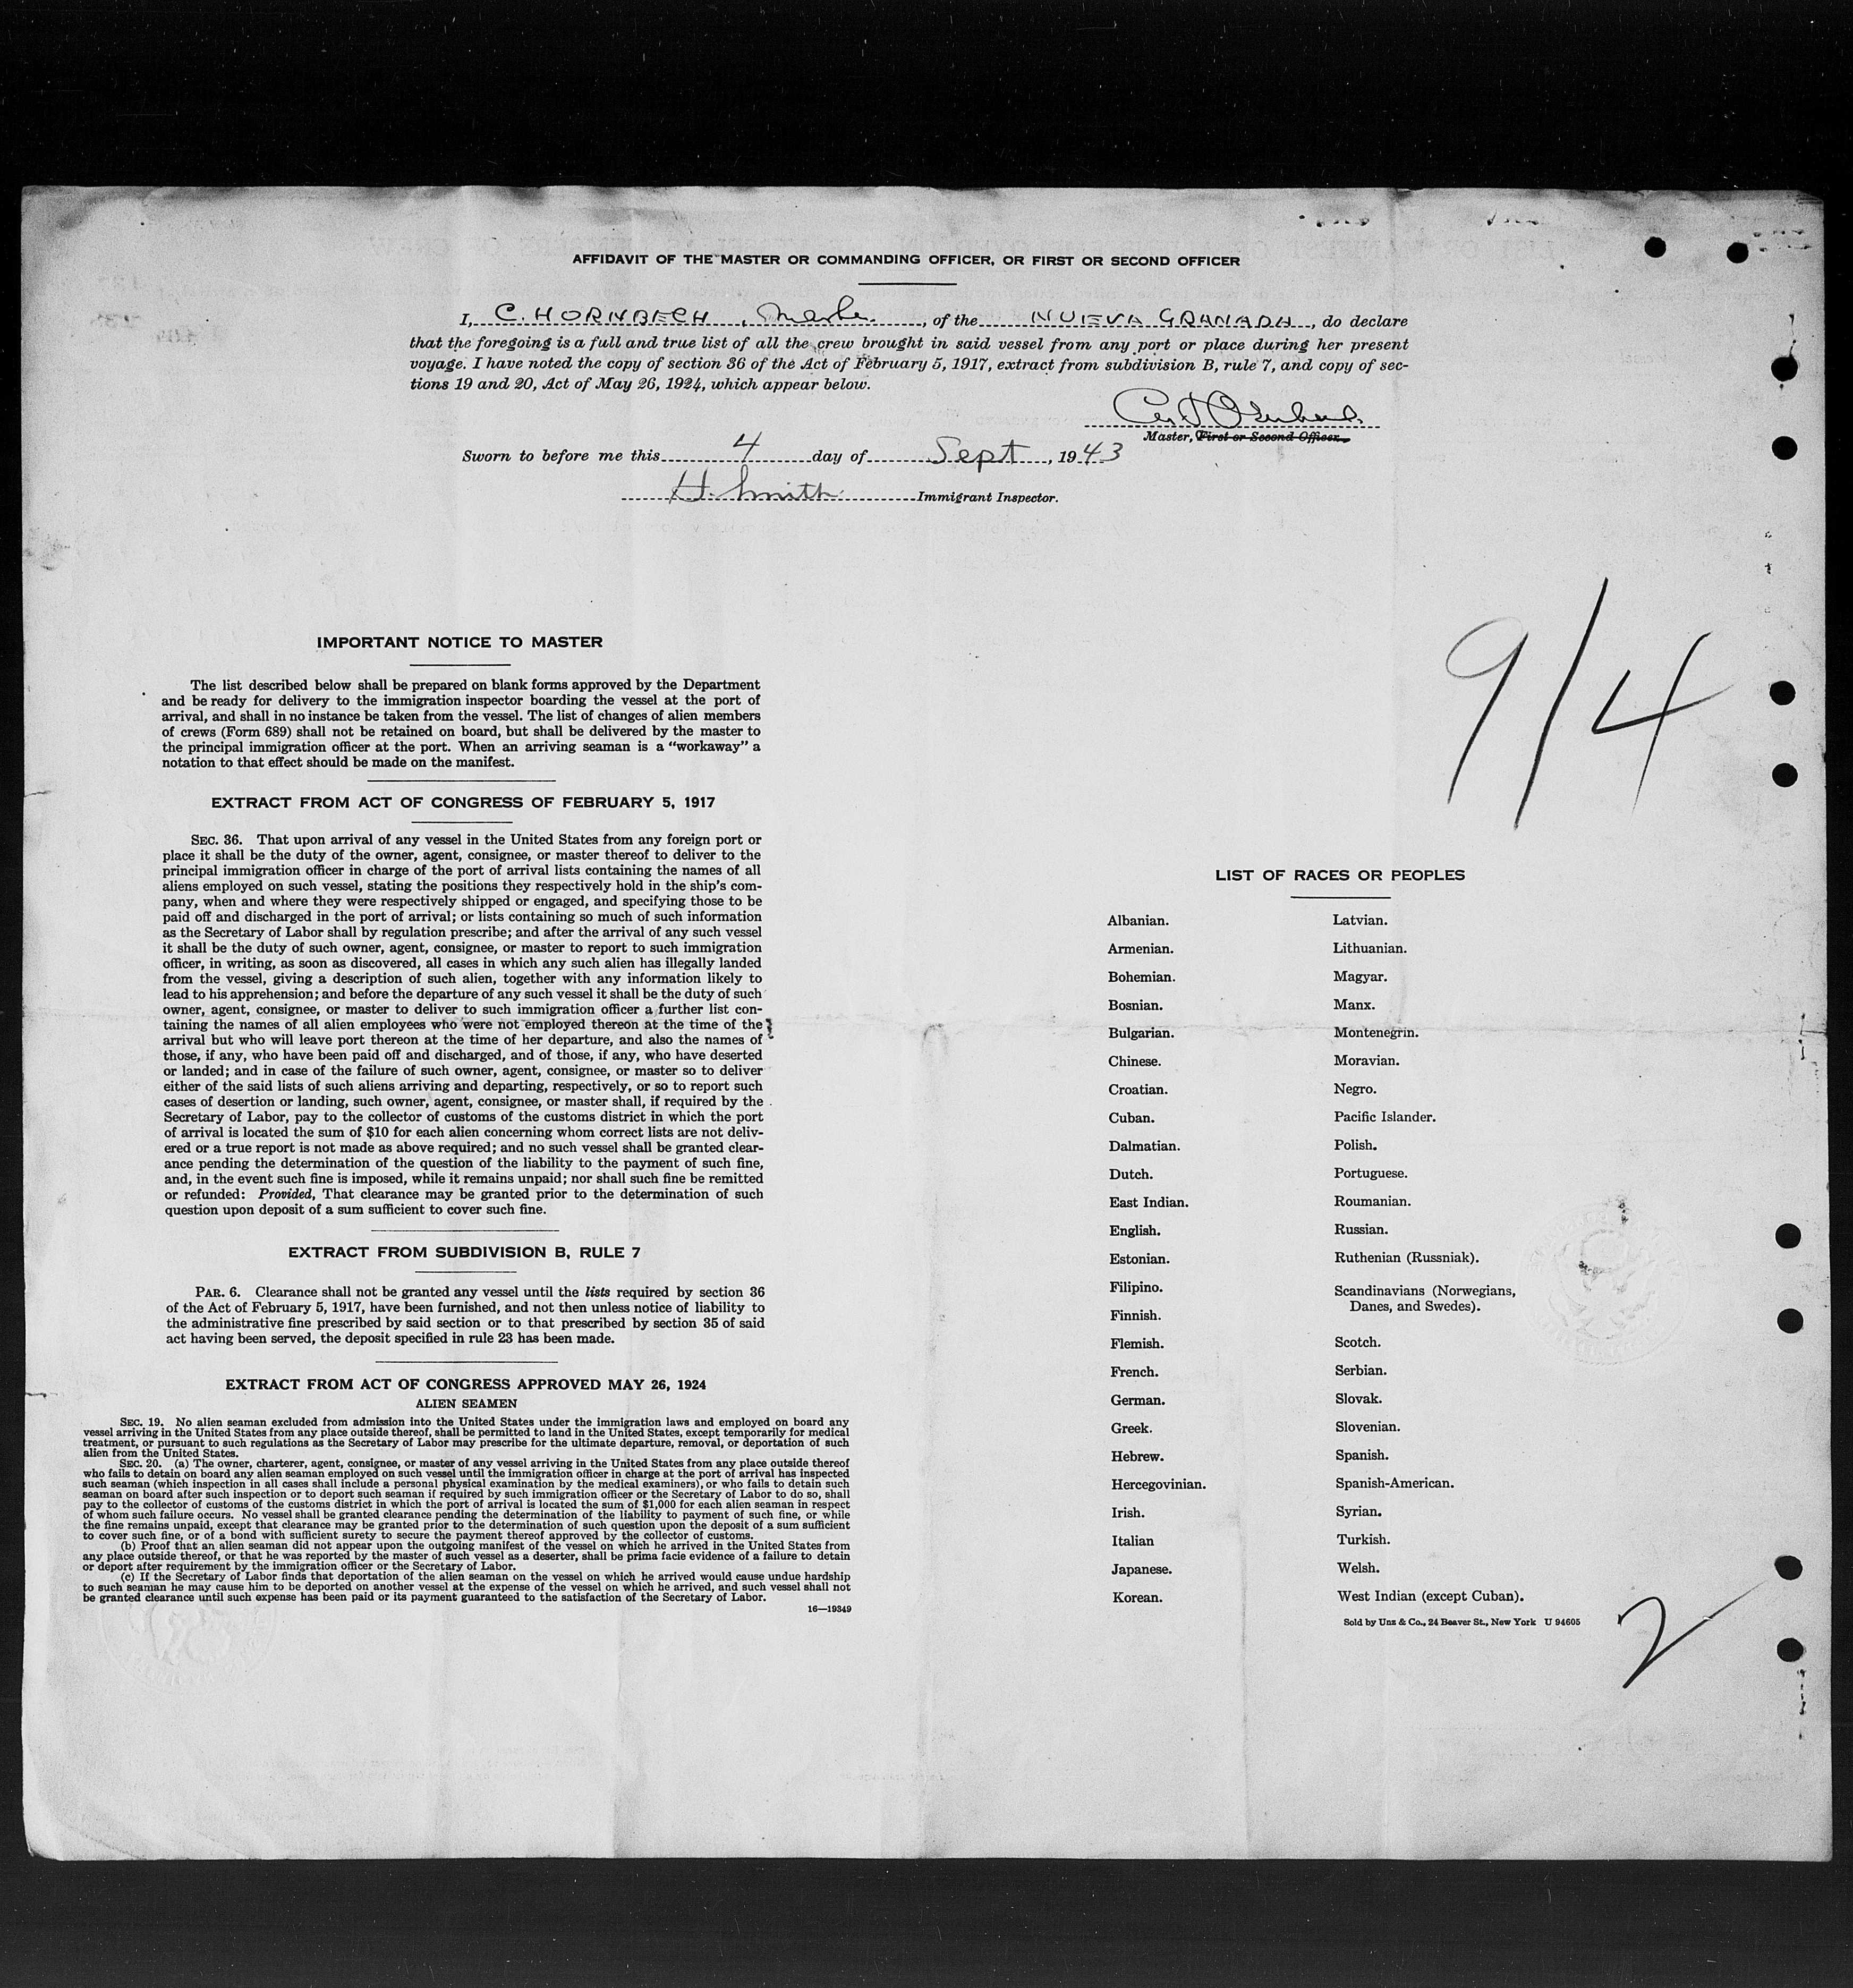 AFFIDAVIT OF THE MASTER OR COMMANDING OFFICER, OR FIRST OR SECOND OFFICER
I, C. HORNBECH, Master, of the NUEVA GRANADA, do declare
that the foregoing is a full and true list of all the crew brought in said vessel from any port or place during her present
voyage. I have noted the copy of section 36 of the Act of February 5, 1917, extract from subdivision B, rule 7, and copy of sec-
tions 19 and 20, Act of May 26, 1924, which appear below.
Master, First or Second Officer.
Sworn to before me this 4 day of Sept, 1943
H. Smith Immigrant Inspector.
9/4
IMPORTANT NOTICE TO MASTER
The list described below shall be prepared on blank forms approved by the Department
and be ready for delivery to the immigration inspector boarding the vessel at the port of
arrival, and shall in no instance be taken from the vessel. The list of changes of alien members
of crews (Form 689) shall not be retained on board, but shall be delivered by the master to
the principal immigration officer at the port. When an arriving seaman is a "workaway" a
notation to that effect should be made on the manifest.
EXTRACT FROM ACT OF CONGRESS OF FEBRUARY 5, 1917
SEC. 36. That upon arrival of any vessel in the United States from any foreign port or
place it shall be the duty of the owner, agent, consignee, or master thereof to deliver to the
principal immigration officer in charge of the port of arrival lists containing the names of all
aliens employed on such vessel, stating the positions they respectively hold in the ship's com-
pany, when and where they were respectively shipped or engaged, and specifying those to be
paid off and discharged in the port of arrival; or lists containing so much of such information
as the Secretary of Labor shall by regulation prescribe; and after the arrival of any such vessel
it shall be the duty of such owner, agent, consignee, or master to report to such immigration
officer, in writing, as soon as discovered, all cases in which any such alien has illegally landed
from the vessel, giving a description of such alien, together with any information likely to
lead to his apprehension; and before the departure of any such vessel it shall be the duty of such
owner, agent, consignee, or master to deliver to such immigration officer a further list con-
taining the names of all alien employees who were not employed thereon at the time of the
arrival but who will leave port thereon at the time of her departure, and also the names of
those, if any, who have been paid off and discharged, and of those, if any, who have deserted
or landed; and in case of the failure of such owner, agent, consignee, or master so to deliver
either of the said lists of such aliens arriving and departing, respectively, or so to report such
cases of desertion or landing, such owner, agent, consignee, or master shall, if required by the
Secretary of Labor, pay to the collector of customs of the customs district in which the port
of arrival is located the sum of $10 for each alien concerning whom correct lists are not deliv-
ered or a true report is not made as above required; and no such vessel shall be granted clear-
ance pending the determination of the question of the liability to the payment of such fine,
and, in the event such fine is imposed, while it remains unpaid; nor shall such fine be remitted
or refunded: Provided, That clearance may be granted prior to the determination of such
question upon deposit of a sum sufficient to cover such fine.
EXTRACT FROM SUBDIVISION B, RULE 7
PAR. 6. Clearance shall not be granted any vessel until the lists required by section 36
of the Act of February 5, 1917, have been furnished, and not then unless notice of liability to
the administrative fine prescribed by said section or to that prescribed by section 35 of said
act having been served, the deposit specified in rule 23 has been made.
EXTRACT FROM ACT OF CONGRESS APPROVED MAY 26, 1924
ALIEN SEAMEN
SEC. 19. No alien seaman excluded from admission into the United States under the immigration laws and employed on board any
vessel arriving in the United States from any place outside thereof, shall be permitted to land in the United States, except temporarily for medical
treatment, or pursuant to such regulations as the Secretary of Labor may prescribe for the ultimate departure, removal, or deportation of such
alien from the United States.
SEC. 20. (a) The owner, charterer, agent, consignee, or master of any vessel arriving in the United States from any place outside thereof
who fails to detain on board any alien seaman employed on such vessel until the immigration officer in charge at the port of arrival has inspected
such seaman (which inspection in all cases shall include a personal physical examination by the medical examiners), or who fails to detain such
seaman on board after such inspection or to deport such seaman if required by such immigration officer or the Secretary of Labor to do so, shall
pay to the collector of customs of the customs district in which the port of arrival is located the sum of $1,000 for each alien seaman in respect
of whom such failure occurs. No vessel shall be granted clearance pending the determination of the liability to payment of such fine, or while
the fine remains unpaid, except that clearance may be granted prior to the determination of such question upon the deposit of a sum sufficient
to cover such fine, or of a bond with sufficient surety to secure the payment thereof approved by the collector of customs.
(b) Proof that an alien seaman did not appear upon the outgoing manifest of the vessel on which he arrived in the United States from
any place outside thereof, or that he was reported by the master of such vessel as a deserter, shall be prima facie evidence of a failure to detain
or deport after requirement by the immigration officer or the Secretary of Labor.
(c) If the Secretary of Labor finds that deportation of the alien seaman on the vessel on which he arrived would cause undue hardship
to such seaman he may cause him to be deported on another vessel at the expense of the vessel on which he arrived, and such vessel shall not
be granted clearance until such expense has been paid or its payment guaranteed to the satisfaction of the Secretary of Labor.
16—19349
LIST OF RACES OR PEOPLES
Albanian.
Armenian.
Bohemian.
Bosnian.
Bulgarian.
Chinese.
Croatian.
Cuban.
Dalmatian.
Dutch.
East Indian.
English.
Estonian.
Filipino.
Finnish.
Flemish.
French.
German.
Greek.
Hebrew.
Hercegovinian.
Irish.
Italian
Japanese.
Korean.
Latvian.
Lithuanian.
Magyar.
Manx.
Montenegrin.
Moravian.
Negro.
Pacific Islander.
Polish.
Portuguese.
Roumanian.
Russian.
Ruthenian (Russniak).
Scandinavians (Norwegians,
Danes, and Swedes).
Scotch.
Serbian.
Slovak.
Slovenian.
Spanish.
Spanish-American.
Syrian.
Turkish.
Welsh.
West Indian (except Cuban).
Sold by Unz & Co., 24 Beaver St., New York U 94605
2